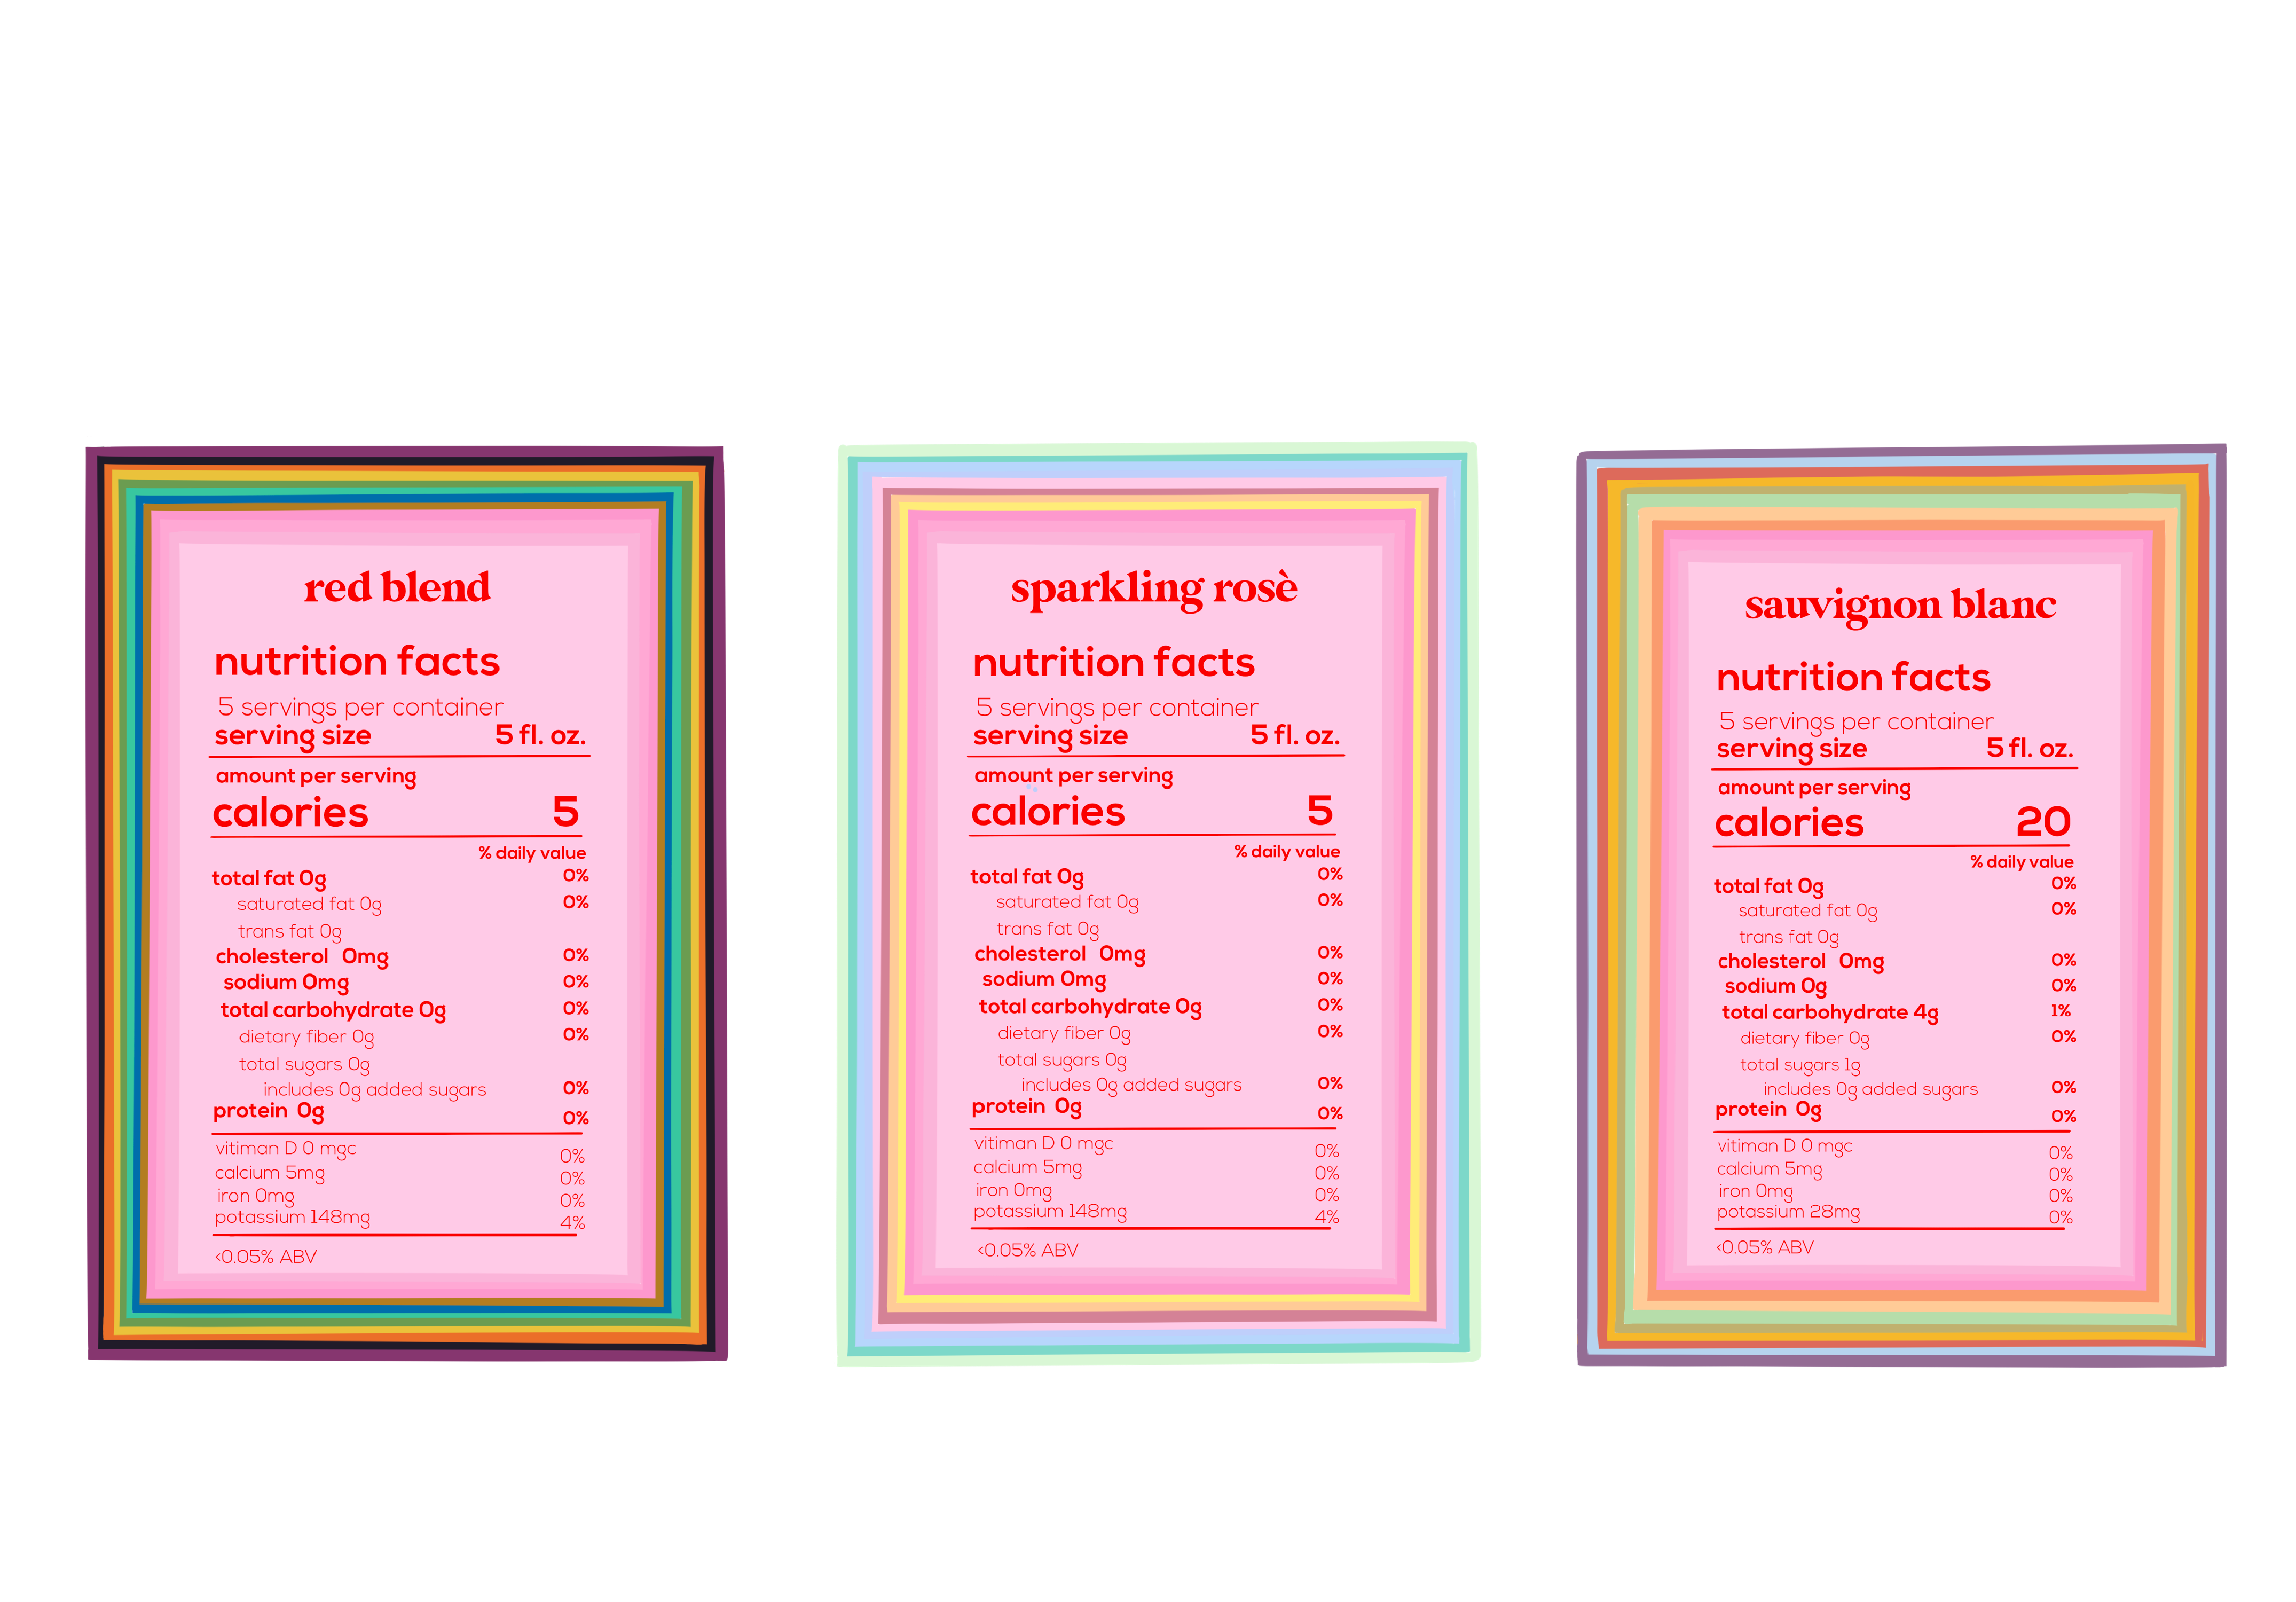 red blend
nutrition facts
5 servings per container
serving size 5 fl. oz.
amount per serving
calories 5
% daily value
total fat 0g 0%
saturated fat 0g 0%
trans fat 0g
cholesterol 0mg 0%
sodium 0mg 0%
total carbohydrate 0g 0%
dietary fiber 0g 0%
total sugars 0g
includes 0g added sugars 0%
protein 0g 0%
vitiman D 0 mgc 0%
calcium 5mg 0%
iron 0mg 0%
potassium 148mg 4%
<0.05% ABV
sparkling rosè
nutrition facts
5 servings per container
serving size 5 fl. oz.
amount per serving
calories 5
% daily value
total fat 0g 0%
saturated fat 0g 0%
trans fat 0g
cholesterol 0mg 0%
sodium 0mg 0%
total carbohydrate 0g 0%
dietary fiber 0g 0%
total sugars 0g
includes 0g added sugars 0%
protein 0g 0%
vitiman D 0 mgc 0%
calcium 5mg 0%
iron 0mg 0%
potassium 148mg 4%
<0.05% ABV
sauvignon blanc
nutrition facts
5 servings per container
serving size 5 fl. oz.
amount per serving
calories 20
% daily value
total fat 0g 0%
saturated fat 0g 0%
trans fat 0g
cholesterol 0mg 0%
sodium 0g 0%
total carbohydrate 4g 1%
dietary fiber 0g 0%
total sugars 1g
includes 0g added sugars 0%
protein 0g 0%
vitiman D 0 mgc 0%
calcium 5mg 0%
iron 0mg 0%
potassium 28mg 0%
<0.05% ABV